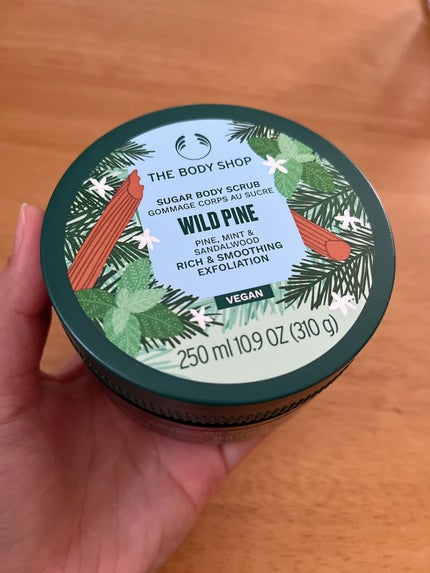 THE BODY SHOP
SUGAR BODY SCRUB
GOMMAGE CORPS AU SUCRE
WILD PINE
PINE, MINT &
SANDALWOOD
RICH & SMOOTHING
EXFOLIATION
VEGAN
250 ml 10.9 OZ (310 g)